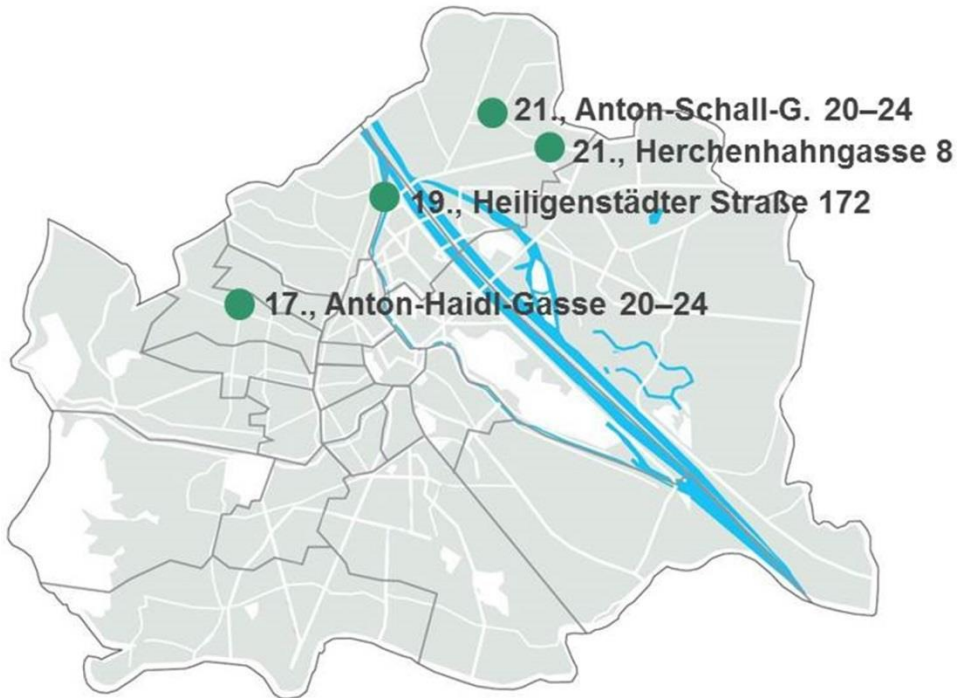 21., Anton-Schall-G. 20–24
21., Herchenhahngasse 8
19., Heiligenstädter Straße 172
17., Anton-Haidl-Gasse 20–24